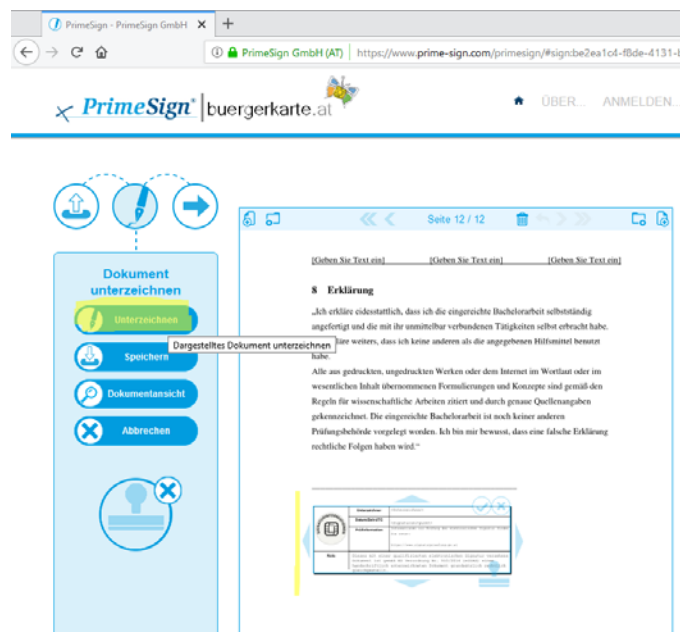 PrimeSign - PrimeSign GmbH
PrimeSign GmbH (AT) https://www.prime-sign.com/primesign/#sign:be2ea1c4-f8de-4131-
PrimeSign® buergerkarte.at
ÜBER... ANMELDEN...
Seite 12 / 12
Dokument
unterzeichnen
Unterzeichnen
Dargestelltes Dokument unterzeichnen
Speichern
Dokumentansicht
Abbrechen
[Geben Sie Text ein] [Geben Sie Text ein] [Geben Sie Text ein]
8 Erklärung
„Ich erkläre eidesstattlich, dass ich die eingereichte Bachelorarbeit selbstständig
angefertigt und die mit ihr unmittelbar verbundenen Tätigkeiten selbst erbracht habe.
läre weiters, dass ich keine anderen als die angegebenen Hilfsmittel benutzt
habe.
Alle aus gedruckten, ungedruckten Werken oder dem Internet im Wortlaut oder im
wesentlichen Inhalt übernommenen Formulierungen und Konzepte sind gemäß den
Regeln für wissenschaftliche Arbeiten zitiert und durch genaue Quellenangaben
gekennzeichnet. Die eingereichte Bachelorarbeit ist noch keiner anderen
Prüfungsbehörde vorgelegt worden. Ich bin mir bewusst, dass eine falsche Erklärung
rechtliche Folgen haben wird.“